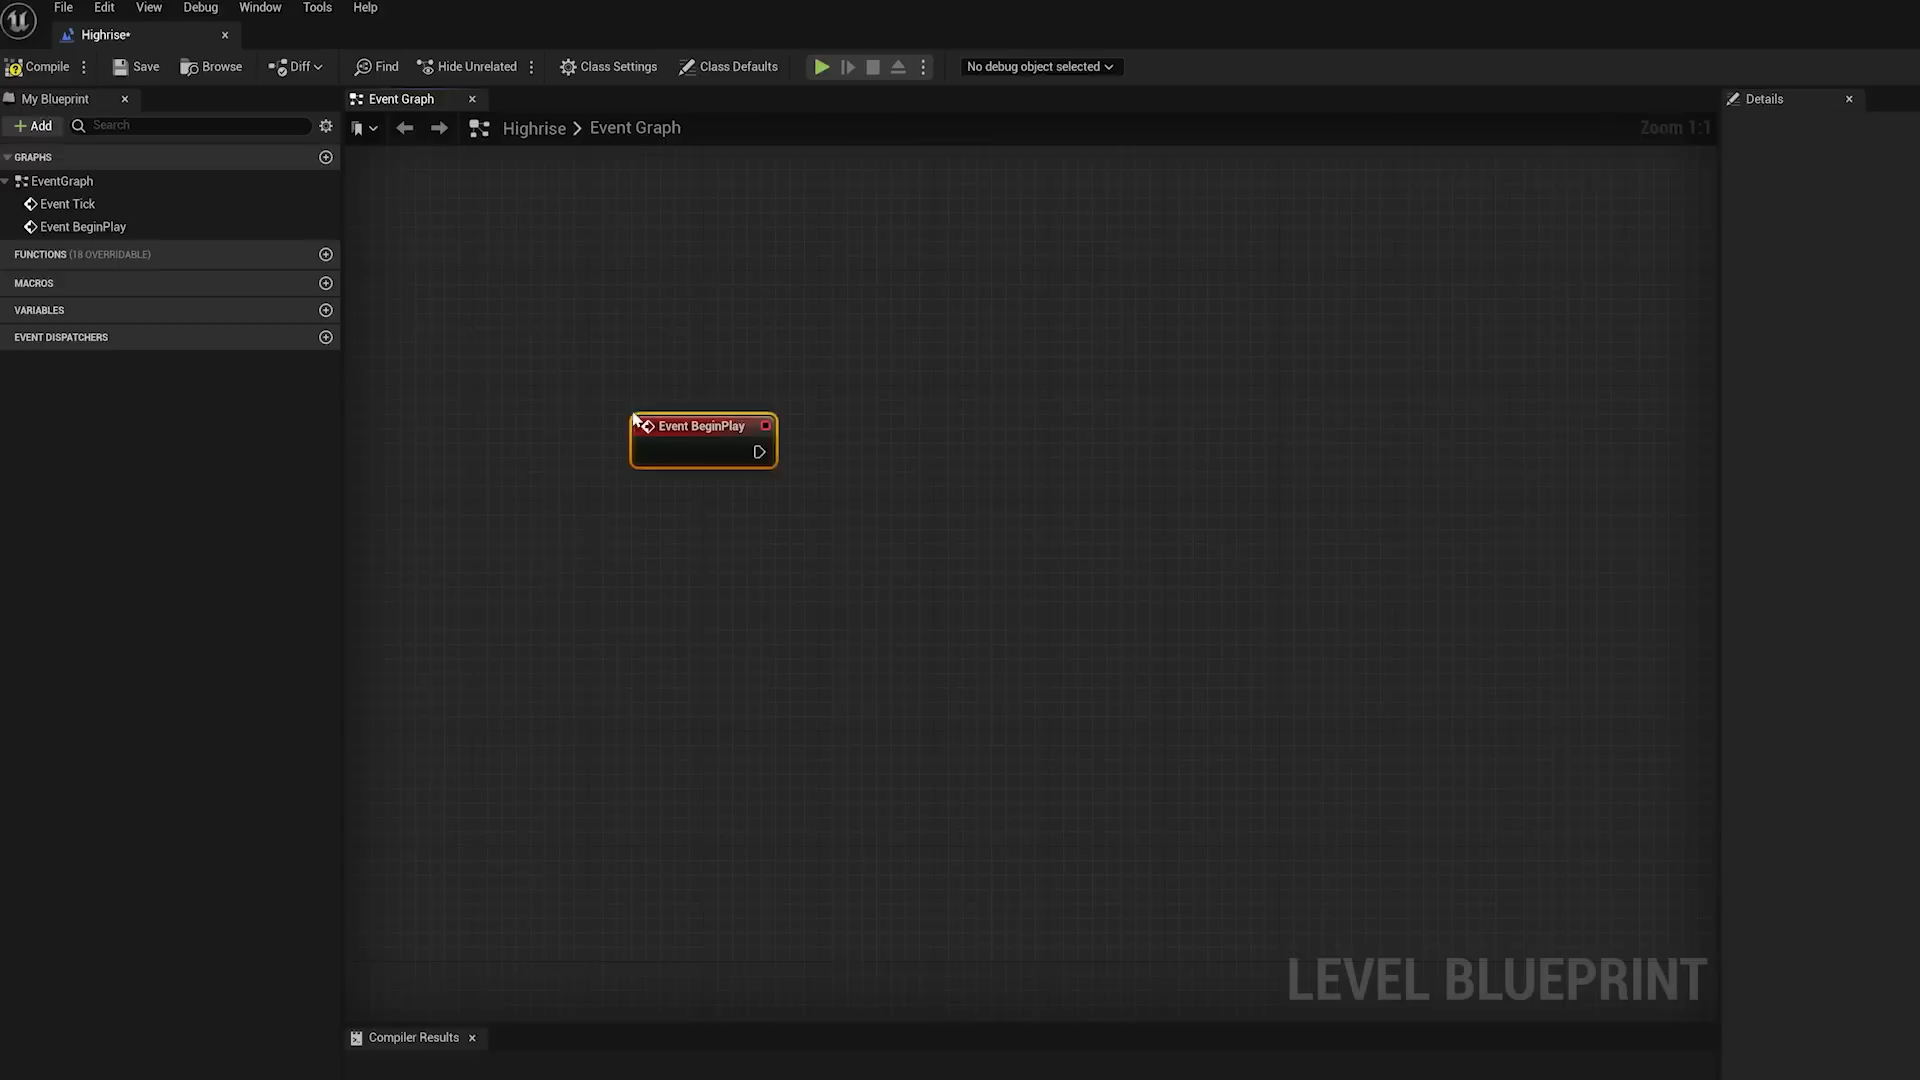 File Edit View Debug Window Tools Help
Highrise*
Compile Save Browse Diff Find Hide Unrelated Class Settings Class Defaults No debug object selected
My Blueprint Event Graph Details
+ Add Search Highrise > Event Graph Zoom 1:1
GRAPHS
EventGraph
Event Tick
Event BeginPlay
FUNCTIONS (18 OVERRIDABLE)
MACROS
VARIABLES
EVENT DISPATCHERS
Event BeginPlay
LEVEL BLUEPRINT
Compiler Results